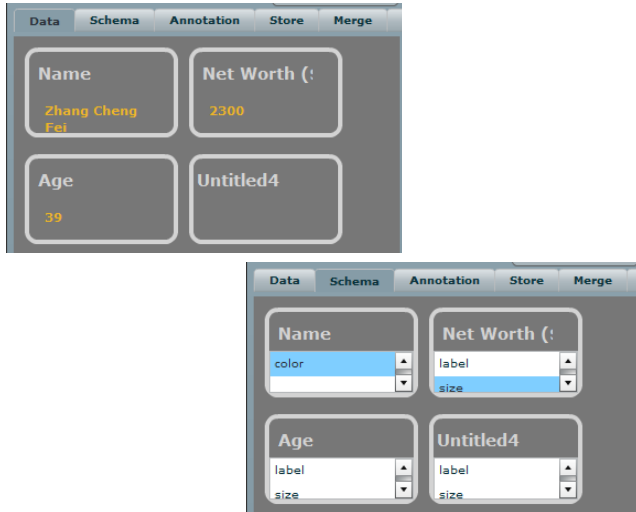 Data Schema Annotation Store Merge
Name Net Worth (
Zhang Cheng Fei 2300
Age Untitled4
39
Data Schema Annotation Store Merge
Name Net Worth (
color label
size
Age Untitled4
label label
size size